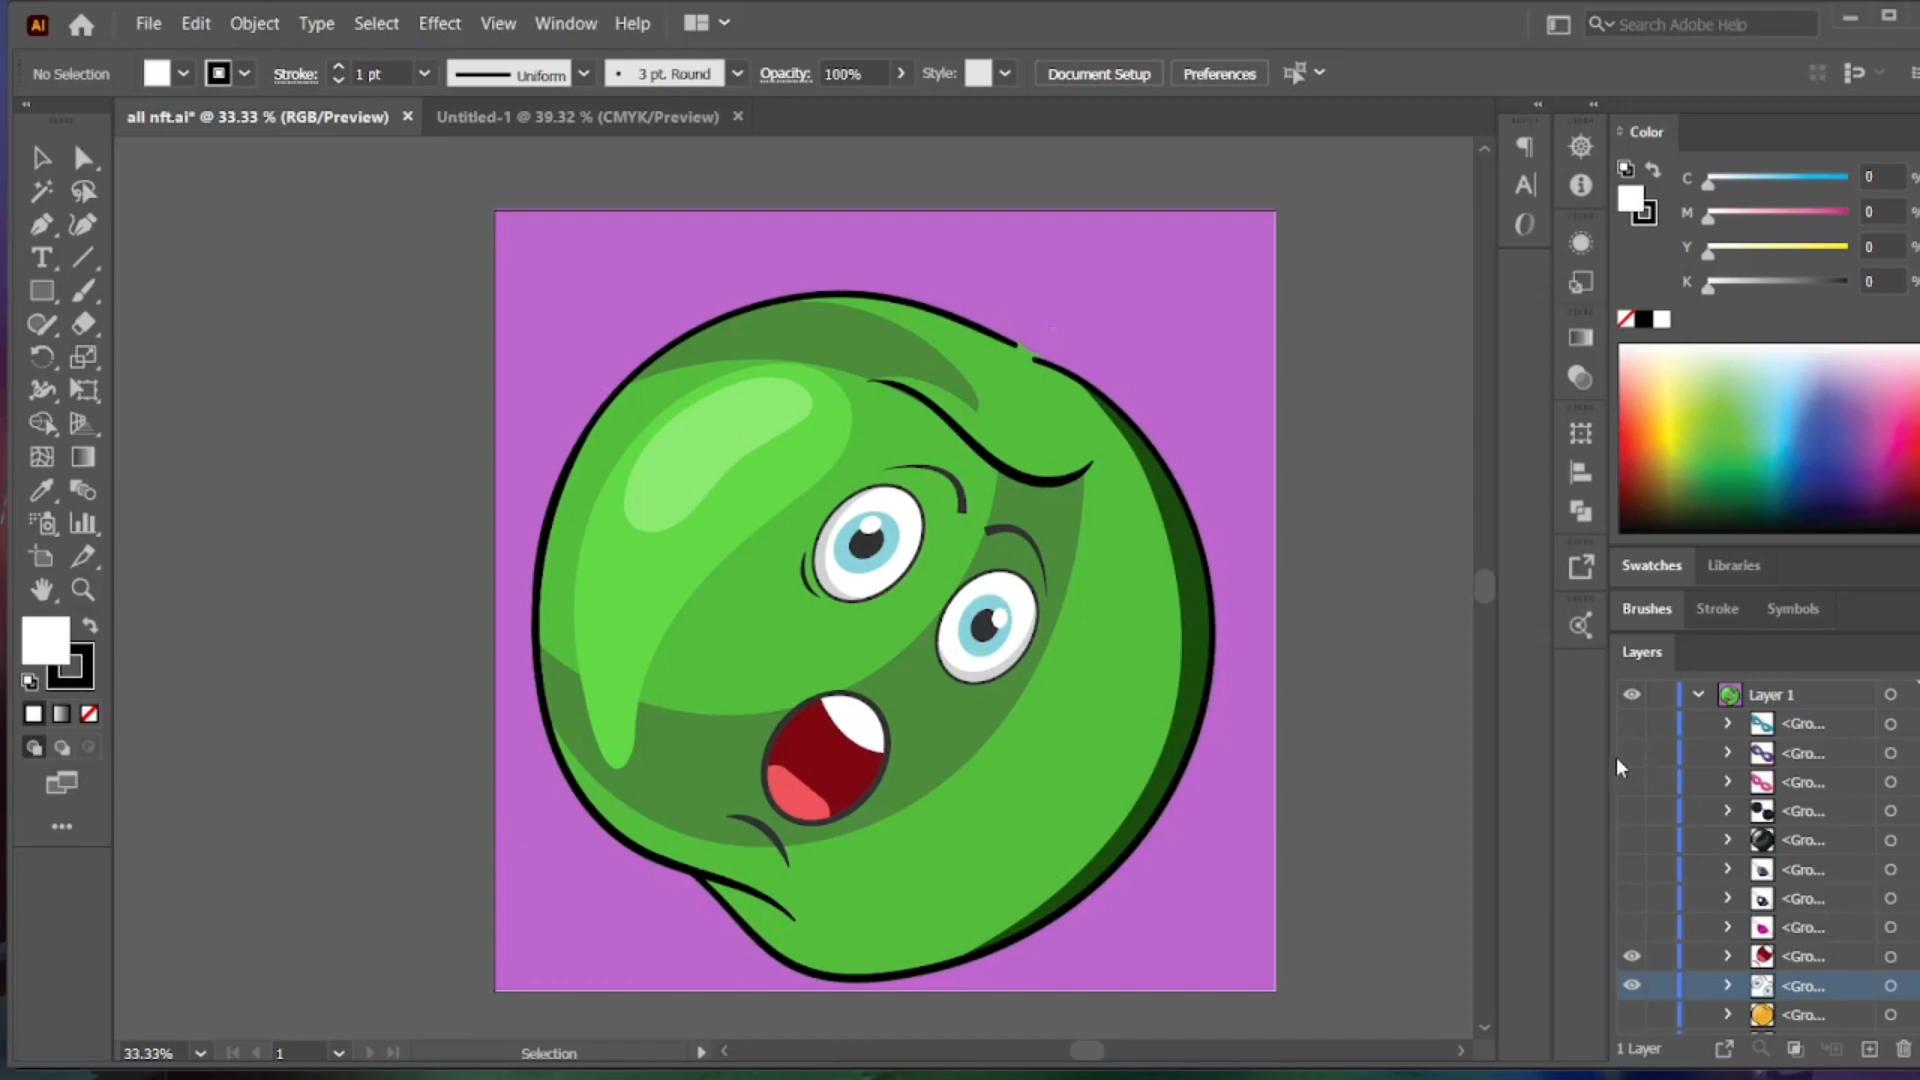 Ai File Edit Object Type Select Effect View Window Help Search Adobe Help
No Selection Stroke: 1 pt Uniform 3 pt. Round Opacity: 100% Style: Document Setup Preferences
all nft.ai* @ 33.33 % (RGB/Preview) × Untitled-1 @ 39.32 % (CMYK/Preview) ×
Color
C 0 %
M 0 %
Y 0 %
K 0 %
Swatches Libraries
Brushes Stroke Symbols
Layers
Layer 1
<Gro...
<Gro...
<Gro...
<Gro...
<Gro...
<Gro...
<Gro...
<Gro...
<Gro...
<Gro...
1 Layer
33.33% 1 Selection